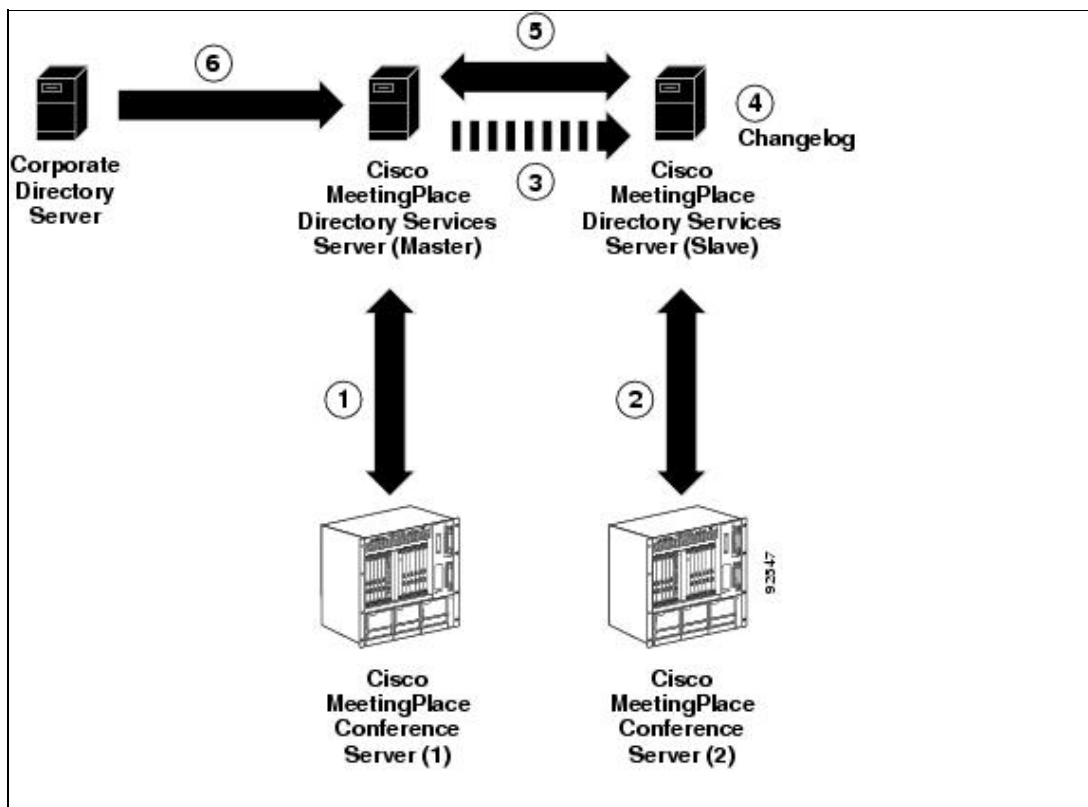 5
6
4
Changelog
3
Corporate
Directory
Server
Cisco
MeetingPlace
Directory Services
Server (Master)
Cisco
MeetingPlace
Directory Services
Server (Slave)
1
2
92547
Cisco
MeetingPlace
Conference
Server (1)
Cisco
MeetingPlace
Conference
Server (2)